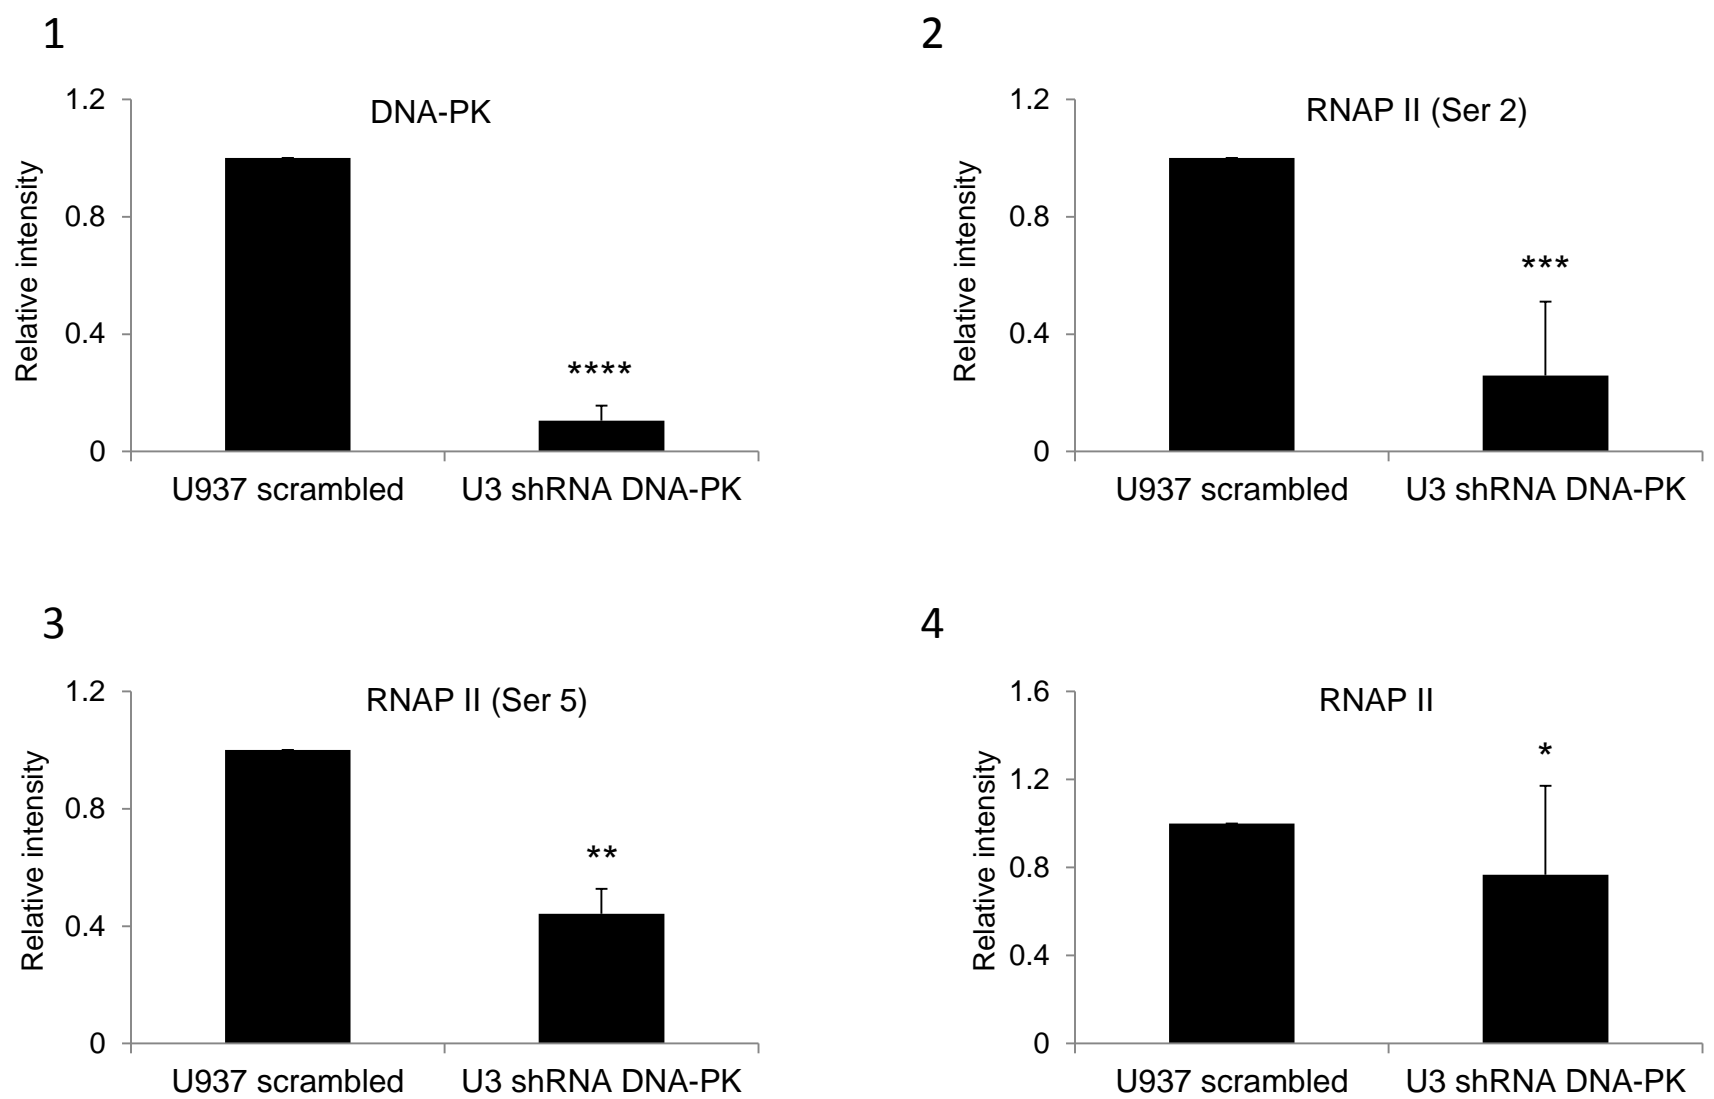 1
DNA-PK
Relative intensity
1.2
0.8
0.4
0
****
U937 scrambled
U3 shRNA DNA-PK
2
RNAP II (Ser 2)
Relative intensity
1.2
0.8
0.4
0
***
U937 scrambled
U3 shRNA DNA-PK
3
RNAP II (Ser 5)
Relative intensity
1.2
0.8
0.4
0
**
U937 scrambled
U3 shRNA DNA-PK
4
RNAP II
Relative intensity
1.6
1.2
0.8
0.4
0
*
U937 scrambled
U3 shRNA DNA-PK